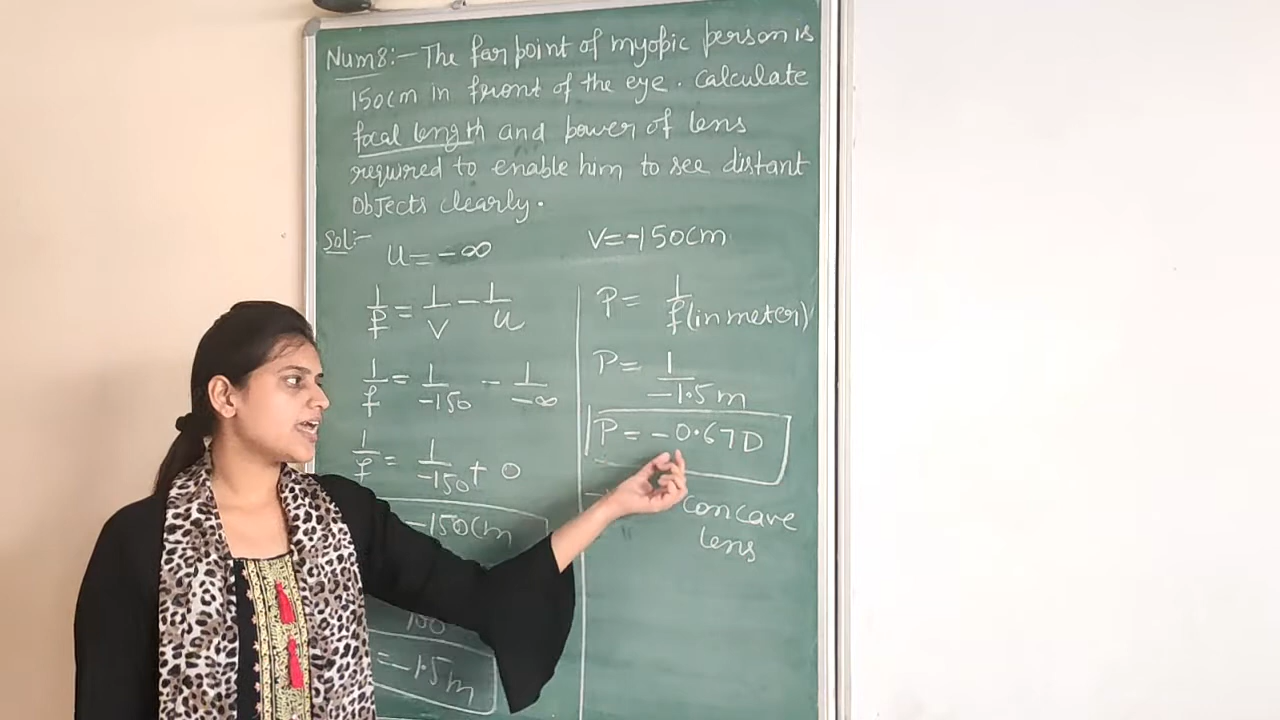 Num8:- The far point of myopic person is
150cm in front of the eye. Calculate
focal length and power of lens
required to enable him to see distant
objects clearly.
Sol:-
u = -∞
1/f = 1/v - 1/u
1/f = 1/-150 - 1/-∞
1/f = 1/-150 + 0
-150cm
100
= -1.5m
V = -150cm
P = 1/f (in meter)
P = 1/-1.5m
P = -0.67D
concave
lens